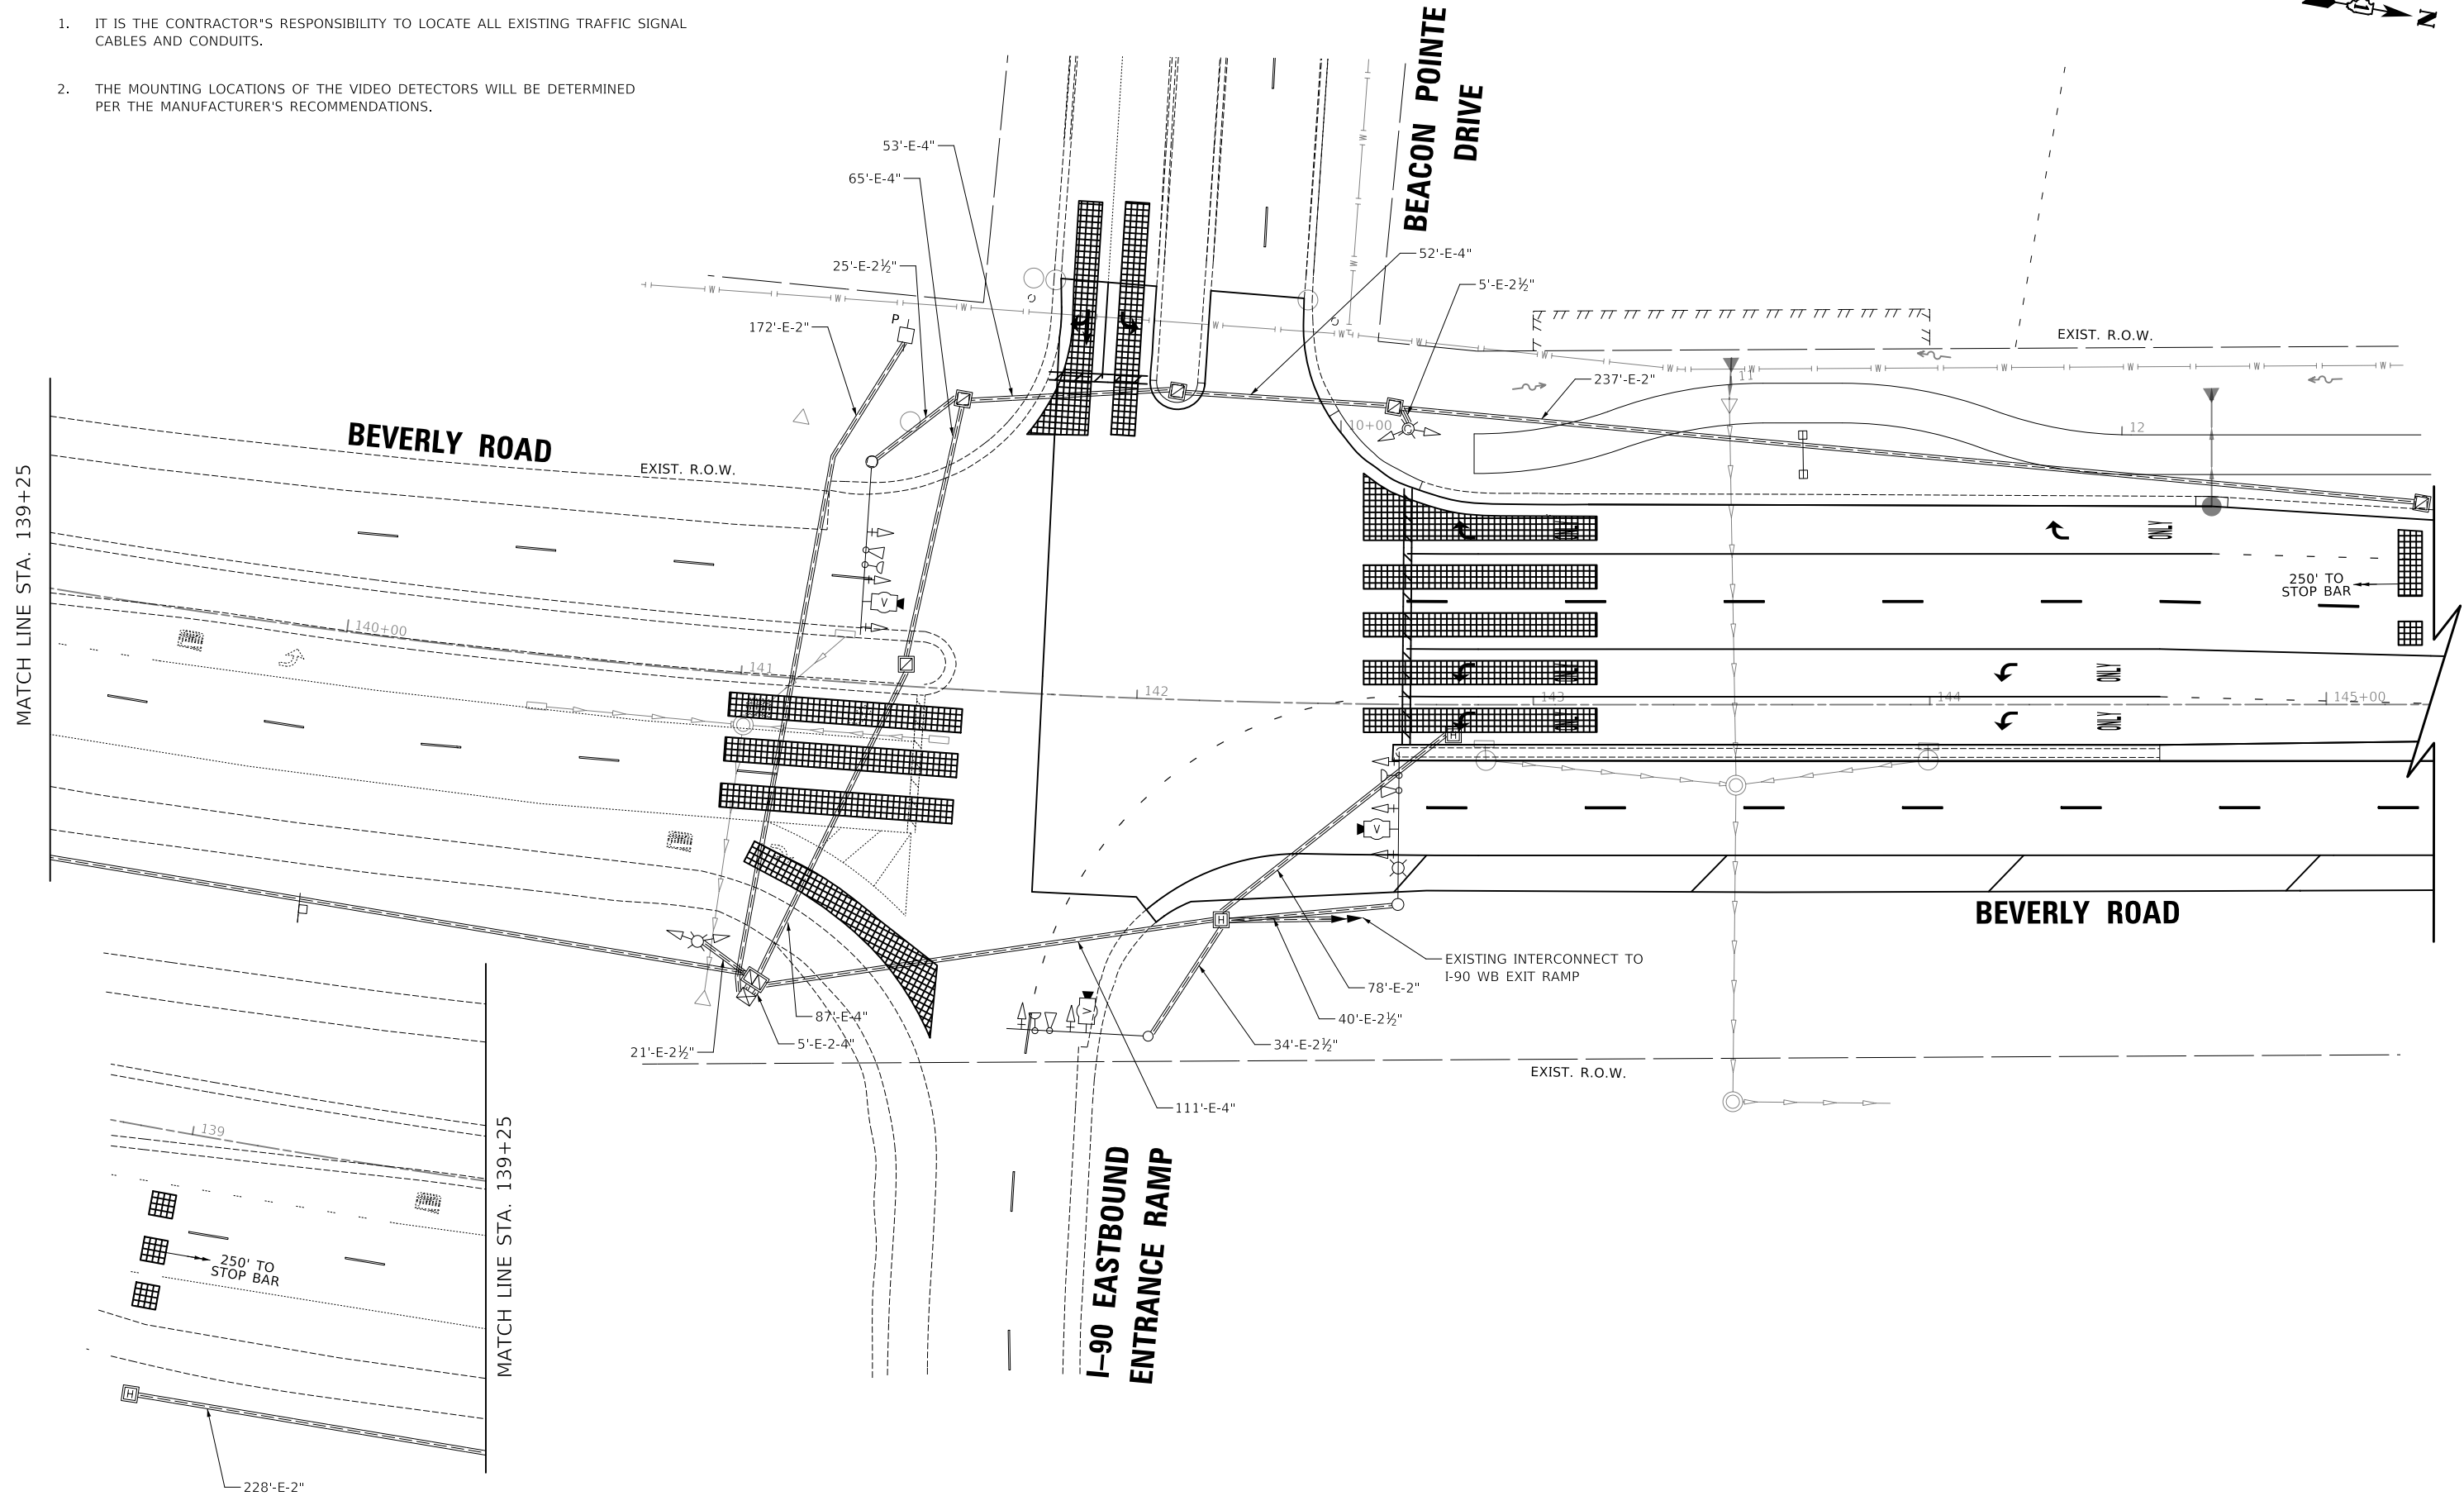 1. IT IS THE CONTRACTOR"S RESPONSIBILITY TO LOCATE ALL EXISTING TRAFFIC SIGNAL
CABLES AND CONDUITS.
2. THE MOUNTING LOCATIONS OF THE VIDEO DETECTORS WILL BE DETERMINED
PER THE MANUFACTURER'S RECOMMENDATIONS.
N
1
BEACON POINTE
DRIVE
53'-E-4"
65'-E-4"
25'-E-2½"
172'-E-2"
P
52'-E-4"
5'-E-2½"
237'-E-2"
EXIST. R.O.W.
11
10+00
12
BEVERLY ROAD
EXIST. R.O.W.
MATCH LINE STA. 139+25
140+00
141
142
143
144
145+00
250' TO
STOP BAR
V
V
V
H
H
BEVERLY ROAD
EXISTING INTERCONNECT TO
I-90 WB EXIT RAMP
78'-E-2"
40'-E-2½"
34'-E-2½"
87'-E-4"
5'-E-2-4"
21'-E-2½"
111'-E-4"
EXIST. R.O.W.
I-90 EASTBOUND
ENTRANCE RAMP
139
250' TO
STOP BAR
MATCH LINE STA. 139+25
H
228'-E-2"